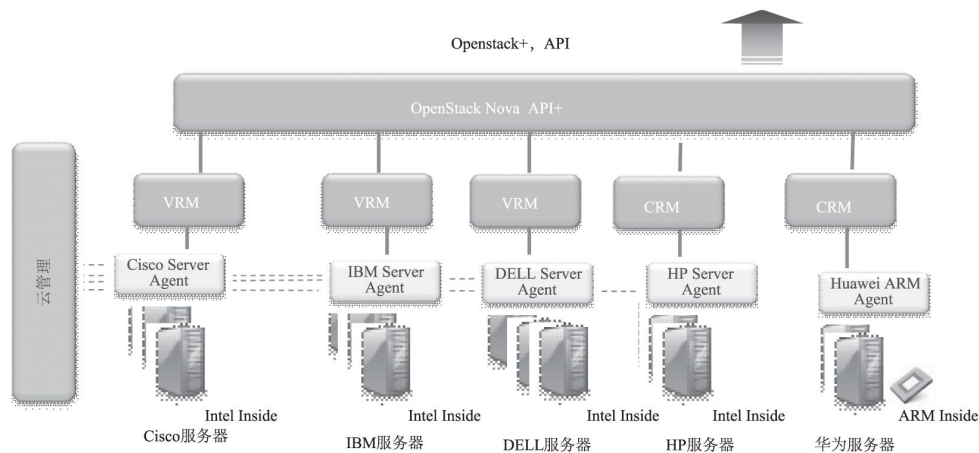 Openstack+，API
OpenStack Nova API+
VRM
VRM
VRM
CRM
CRM
云管理
Cisco Server
Agent
IBM Server
Agent
DELL Server
Agent
HP Server
Agent
Huawei ARM
Agent
Intel Inside
Intel Inside
Intel Inside
Intel Inside
ARM Inside
Cisco服务器
IBM服务器
DELL服务器
HP服务器
华为服务器